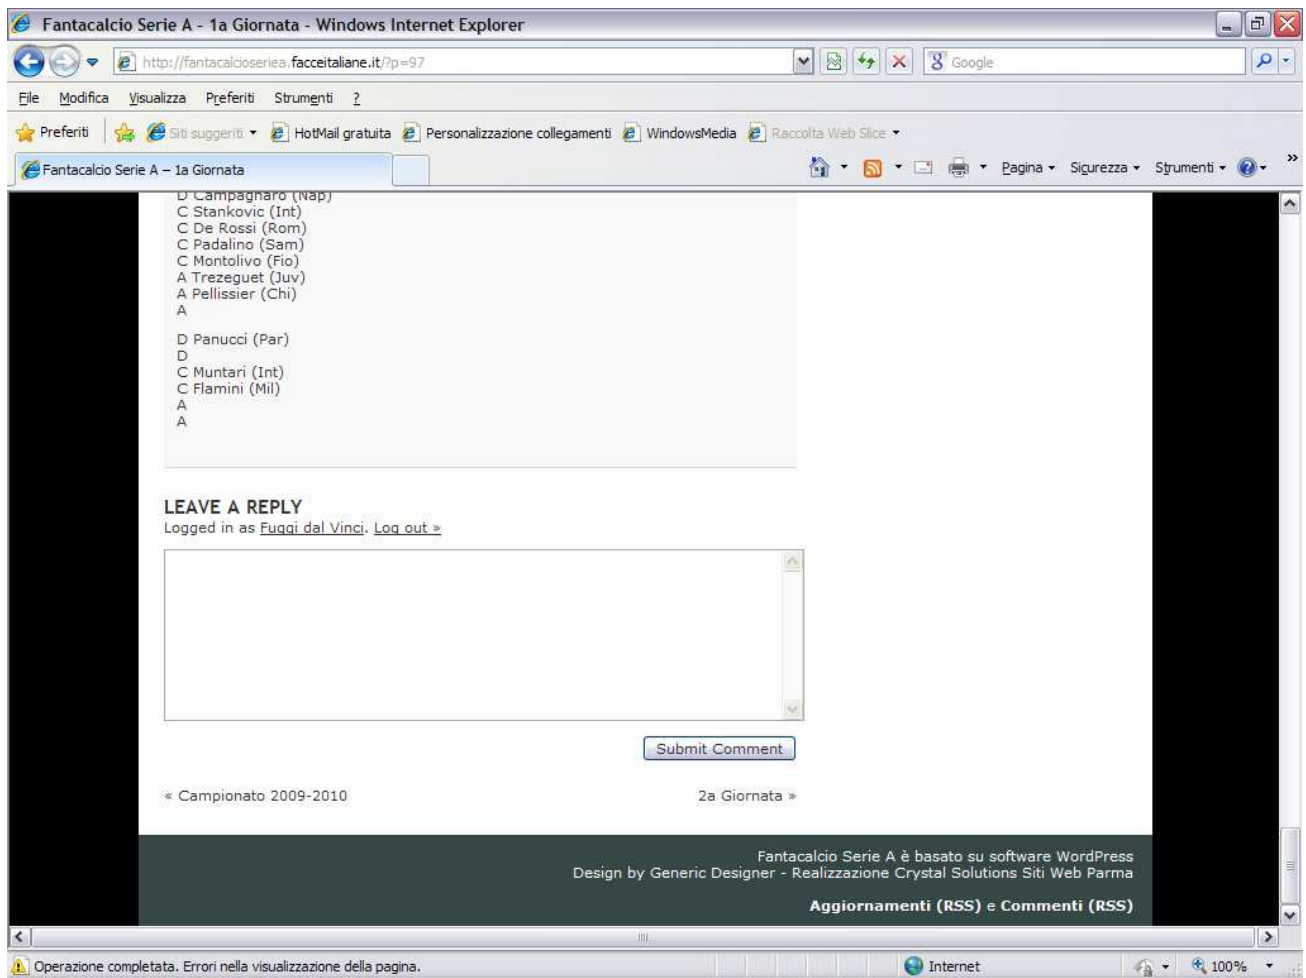 Fantacalcio Serie A - 1a Giornata - Windows Internet Explorer
http://fantacalcioseriea.facceitaliane.it/?p=97
Google
File Modifica Visualizza Preferiti Strumenti ?
Preferiti Siti suggeriti HotMail gratuita Personalizzazione collegamenti WindowsMedia Raccolta Web Slice
Fantacalcio Serie A – 1a Giornata
Pagina Sicurezza Strumenti »
D Campagnaro (Nap)
C Stankovic (Int)
C De Rossi (Rom)
C Padalino (Sam)
C Montolivo (Fio)
A Trezeguet (Juv)
A Pellissier (Chi)
A
D Panucci (Par)
D
C Muntari (Int)
C Flamini (Mil)
A
A
LEAVE A REPLY
Logged in as Fuggi dal Vinci. Log out »
Submit Comment
« Campionato 2009-2010
2a Giornata »
Fantacalcio Serie A è basato su software WordPress
Design by Generic Designer - Realizzazione Crystal Solutions Siti Web Parma
Aggiornamenti (RSS) e Commenti (RSS)
Operazione completata. Errori nella visualizzazione della pagina.
Internet
100%